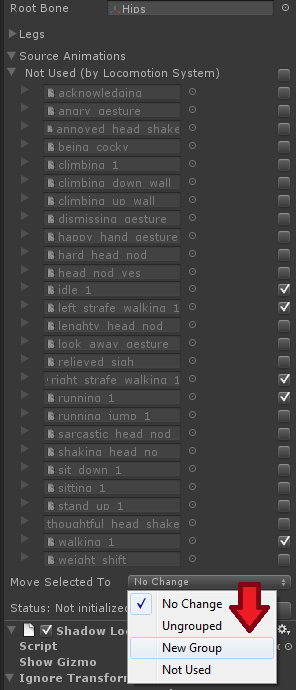 Root Bone Hips
Legs
Source Animations
Not Used (by Locomotion System)
acknowledging
angry gesture
annoyed head shake
being cocky
climbing 1
climbing down wall
climbing up wall
dismissing gesture
happy hand gesture
hard head nod
head nod yes
idle 1
left strafe walking 1
lenghty head nod
look away gesture
relieved sigh
right strafe walking 1
running 1
running jump 1
sarcastic head nod
shaking head no
sit down 1
sitting 1
stand up 1
thoughtful head shake
walking 1
weight shift
Move Selected To No Change
Status: Not initialize
No Change
Ungrouped
Shadow Lo
Script New Group
Show Gizmo
Not Used
Ignore Transform